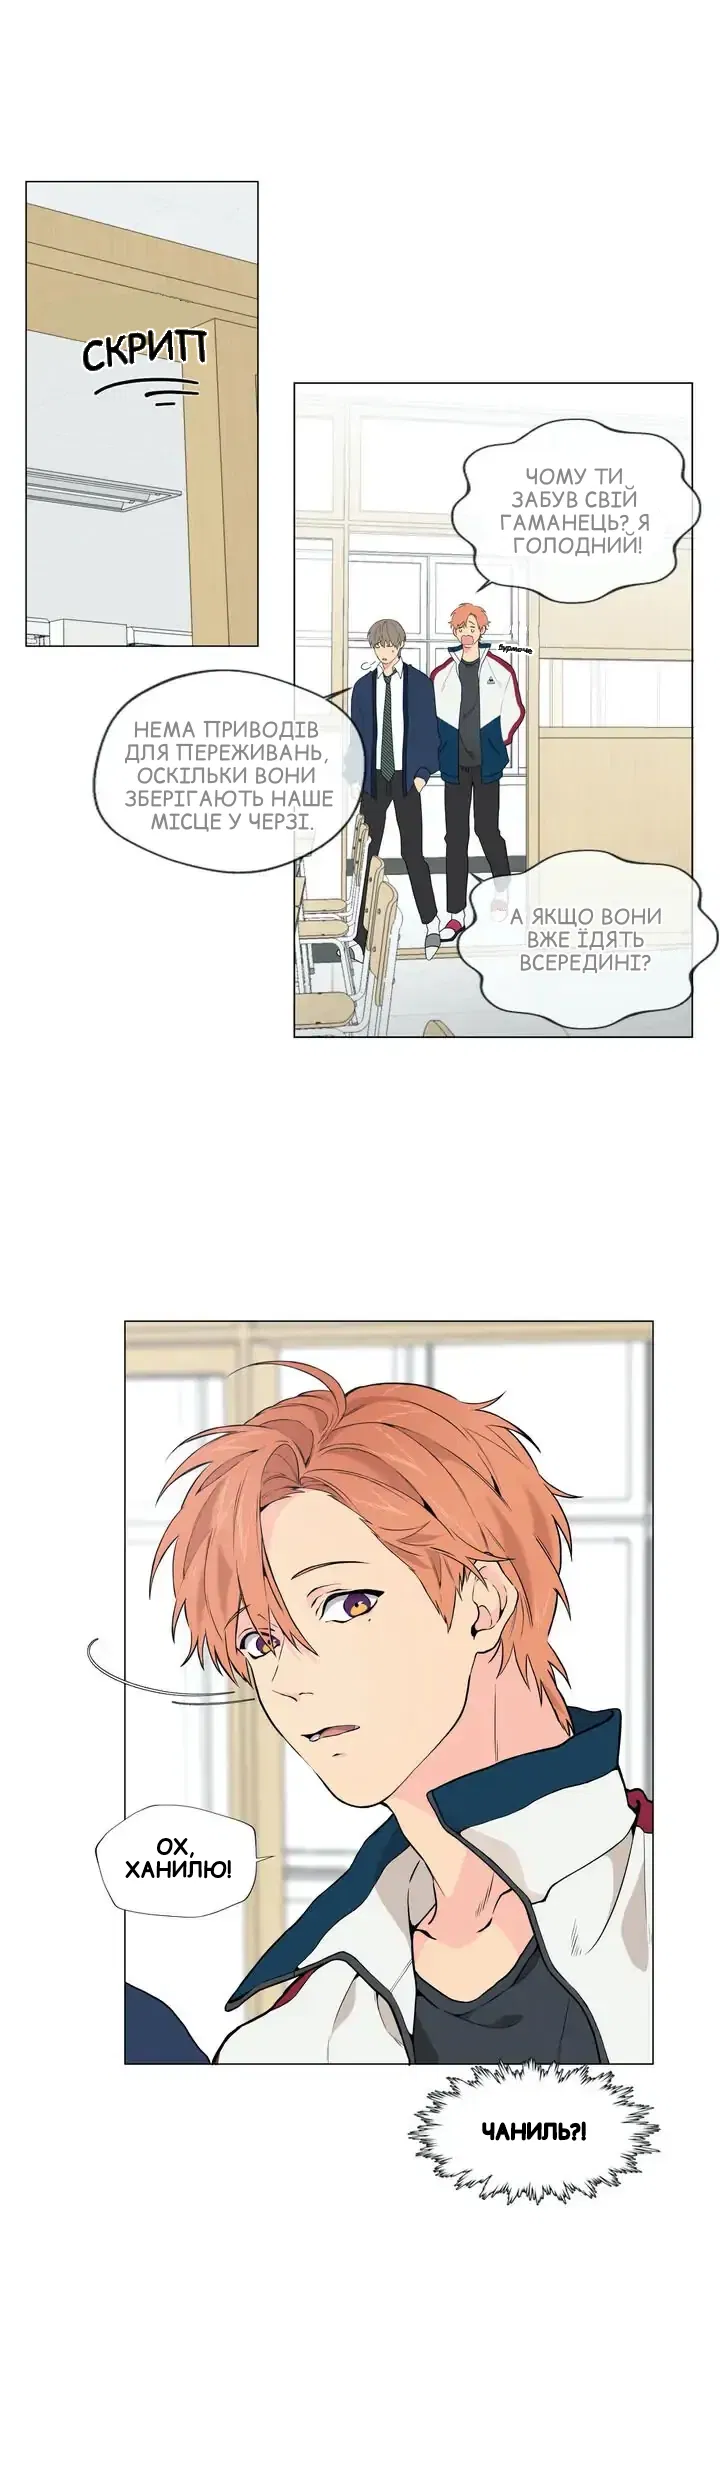 СКРИП
ЧОМУ ТИ
ЗАБУВ СВІЙ
ГАМАНЕЦЬ? Я
ГОЛОДНИЙ!
бурмоче
НЕМА ПРИВОДІВ
ДЛЯ ПЕРЕЖИВАНЬ,
ОСКІЛЬКИ ВОНИ
ЗБЕРІГАЮТЬ НАШЕ
МІСЦЕ У ЧЕРЗІ.
А ЯКЩО ВОНИ
ВЖЕ ЇДЯТЬ
ВСЕРЕДИНІ?
ОХ,
ХАНИЛЮ!
ЧАНИЛЬ?!